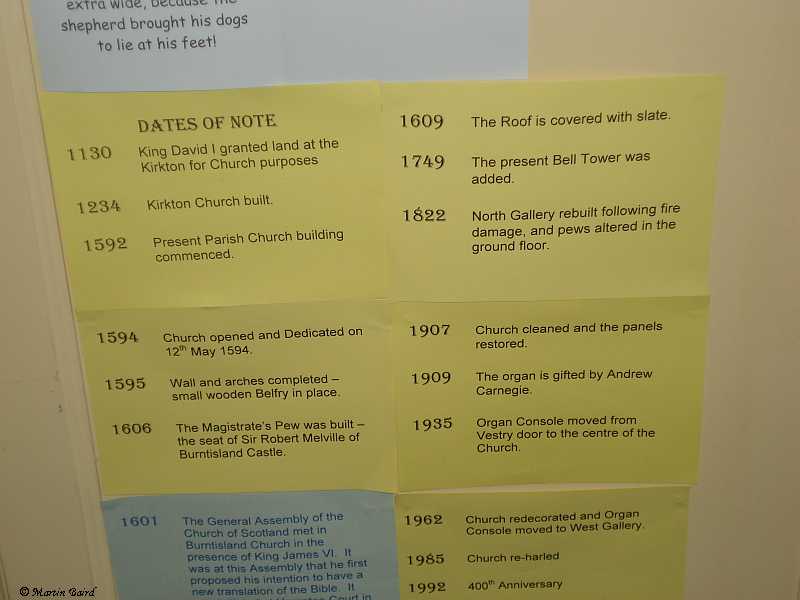 extra wide, because the
shepherd brought his dogs
to lie at his feet!
DATES OF NOTE
1130 King David I granted land at the
Kirkton for Church purposes
1234 Kirkton Church built.
1592 Present Parish Church building
commenced.
1594 Church opened and Dedicated on
12th May 1594.
1595 Wall and arches completed –
small wooden Belfry in place.
1606 The Magistrate's Pew was built –
the seat of Sir Robert Melville of
Burntisland Castle.
1601 The General Assembly of the
Church of Scotland met in
Burntisland Church in the
presence of King James VI. It
was at this Assembly that he first
proposed his intention to have a
new translation of the Bible. It
Court in
1609 The Roof is covered with slate.
1749 The present Bell Tower was
added.
1822 North Gallery rebuilt following fire
damage, and pews altered in the
ground floor.
1907 Church cleaned and the panels
restored.
1909 The organ is gifted by Andrew
Carnegie.
1935 Organ Console moved from
Vestry door to the centre of the
Church.
1962 Church redecorated and Organ
Console moved to West Gallery.
1985 Church re-harled
1992 400th Anniversary
© Martin Baird